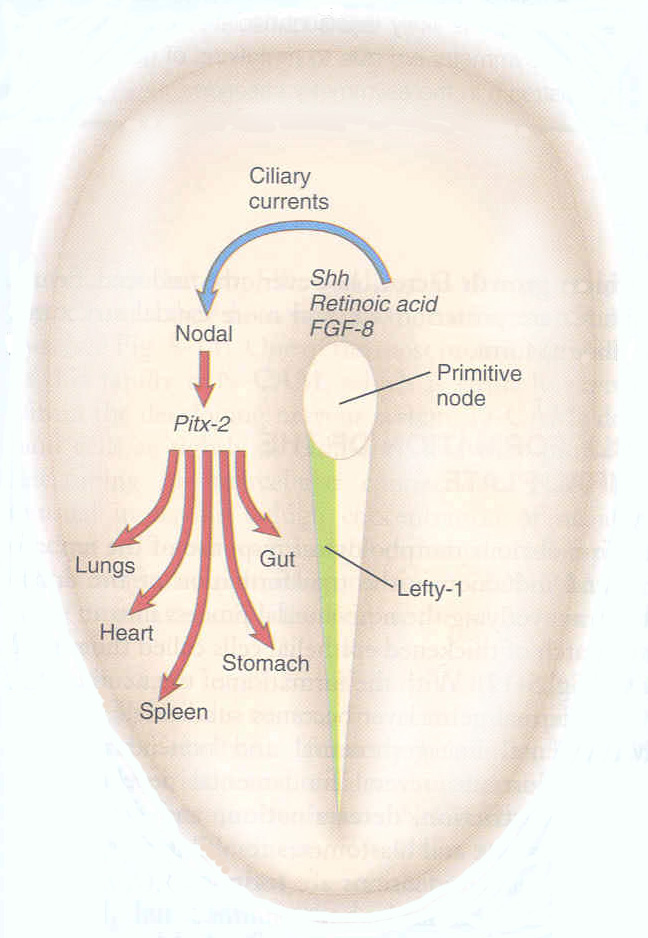 Ciliary
currents
Shh
Retinoic acid
FGF-8
Nodal
Primitive
node
Pitx-2
Lungs
Gut
Lefty-1
Heart
Stomach
Spleen